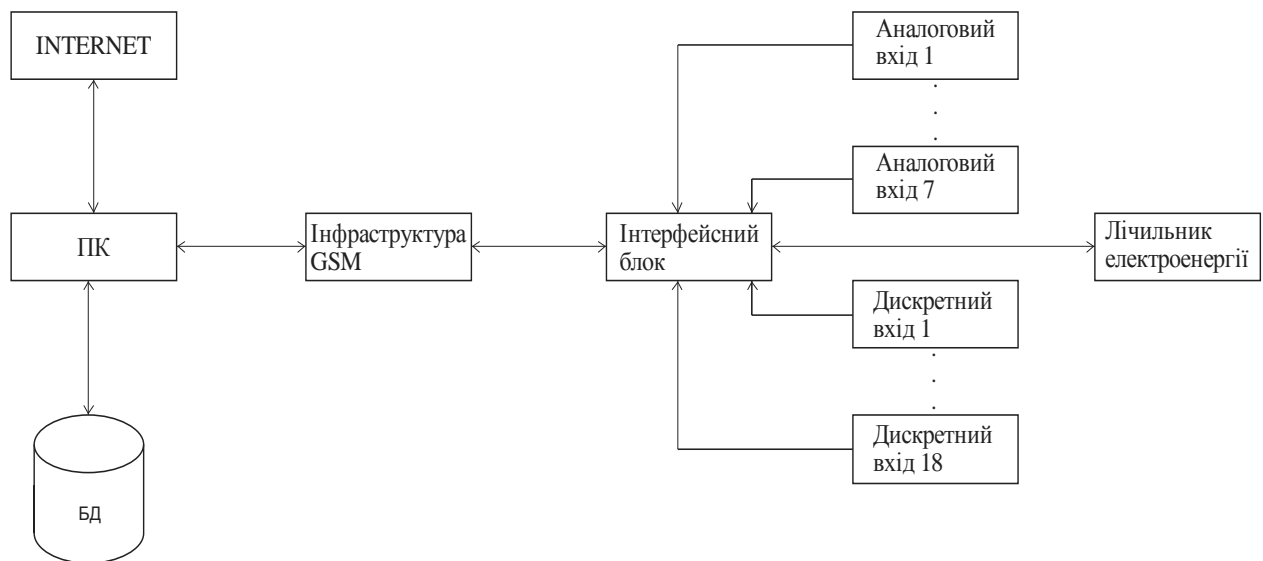 INTERNET
Аналоговий
вхід 1
Аналоговий
вхід 7
ПК
Інфраструктура
GSM
Інтерфейсний
блок
Лічильник
електроенергії
Дискретний
вхід 1
Дискретний
вхід 18
БД